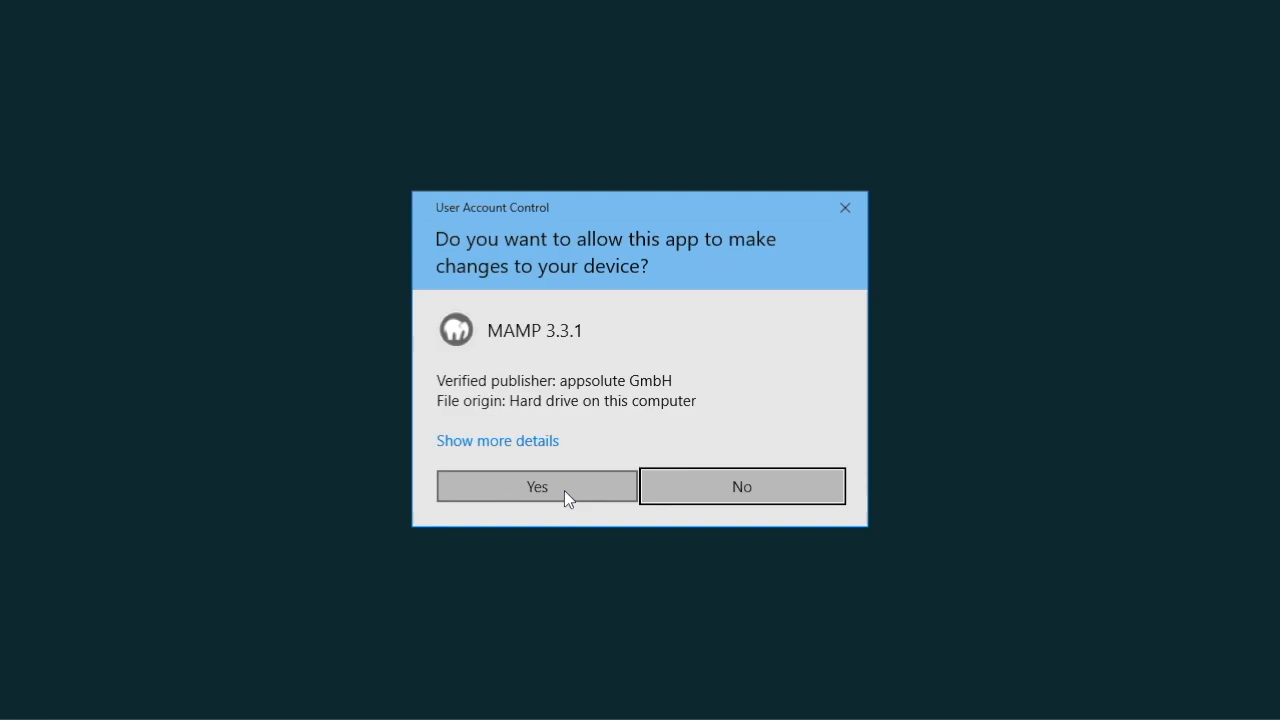 User Account Control
Do you want to allow this app to make
changes to your device?
MAMP 3.3.1
Verified publisher: appsolute GmbH
File origin: Hard drive on this computer
Show more details
Yes
No